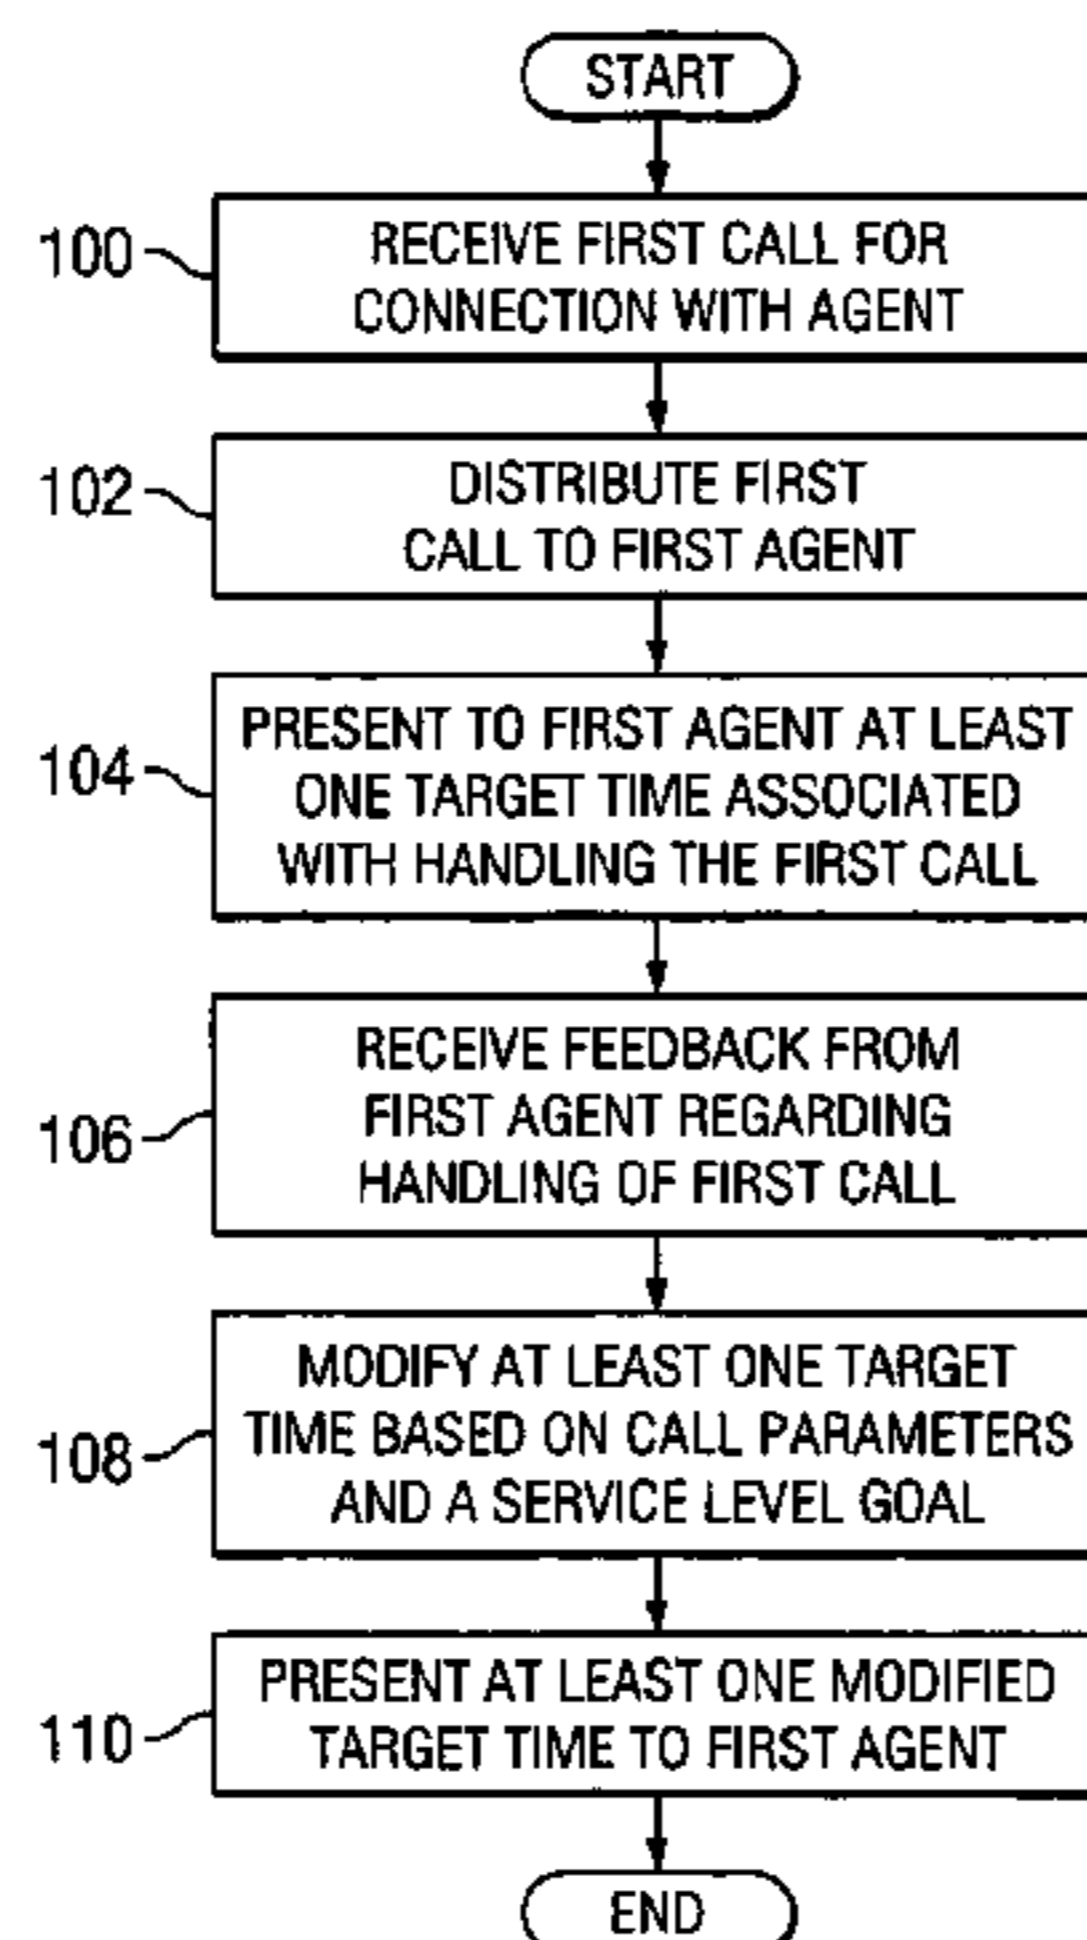 START
100
RECEIVE FIRST CALL FOR
CONNECTION WITH AGENT
102
DISTRIBUTE FIRST
CALL TO FIRST AGENT
104
PRESENT TO FIRST AGENT AT LEAST
ONE TARGET TIME ASSOCIATED
WITH HANDLING THE FIRST CALL
106
RECEIVE FEEDBACK FROM
FIRST AGENT REGARDING
HANDLING OF FIRST CALL
108
MODIFY AT LEAST ONE TARGET
TIME BASED ON CALL PARAMETERS
AND A SERVICE LEVEL GOAL
110
PRESENT AT LEAST ONE MODIFIED
TARGET TIME TO FIRST AGENT
END